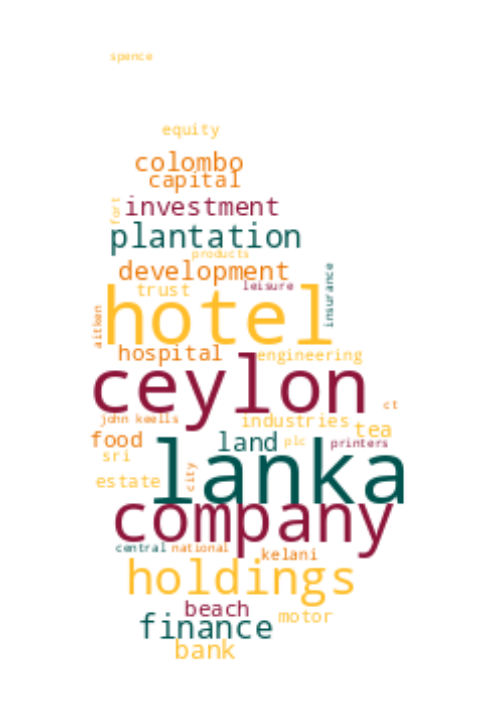 spence
equity
colombo
capital
fort
investment
plantation
products
development
insurance
trust
leisure
hotel
aitken
hospital
engineering
ceylon
ct
john keells
industries
tea
food
land
plc
printers
sri
lanka
estate
city
company
central
national
kelani
holdings
beach
motor
finance
bank